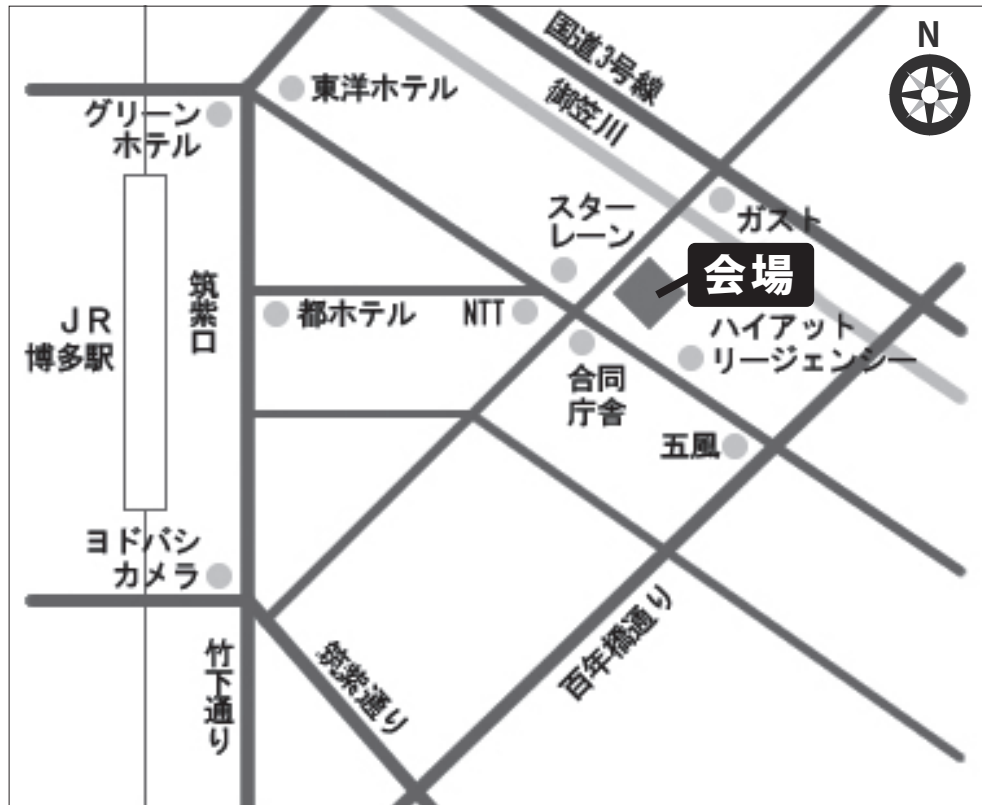 N
国道3号線
御笠川
東洋ホテル
グリーン
ホテル
スター
レーン
ガスト
会場
筑紫口
都ホテル
NTT
ＪＲ
博多駅
ハイアット
リージェンシー
合同
庁舎
五風
ヨドバシ
カメラ
竹下通り
筑紫通り
百年橋通り